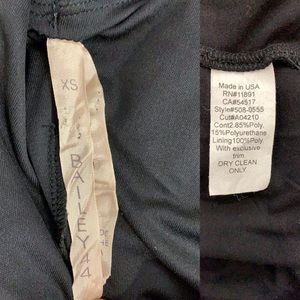 XS
BAILEY 44
Made in USA
RN#11891
CA#54517
Style#508-0555
Cut#A04210
Cont2.85%Poly.
15%Polyurethane
Lining100%Poly
With exclusive
trim
DRY CLEAN
ONLY